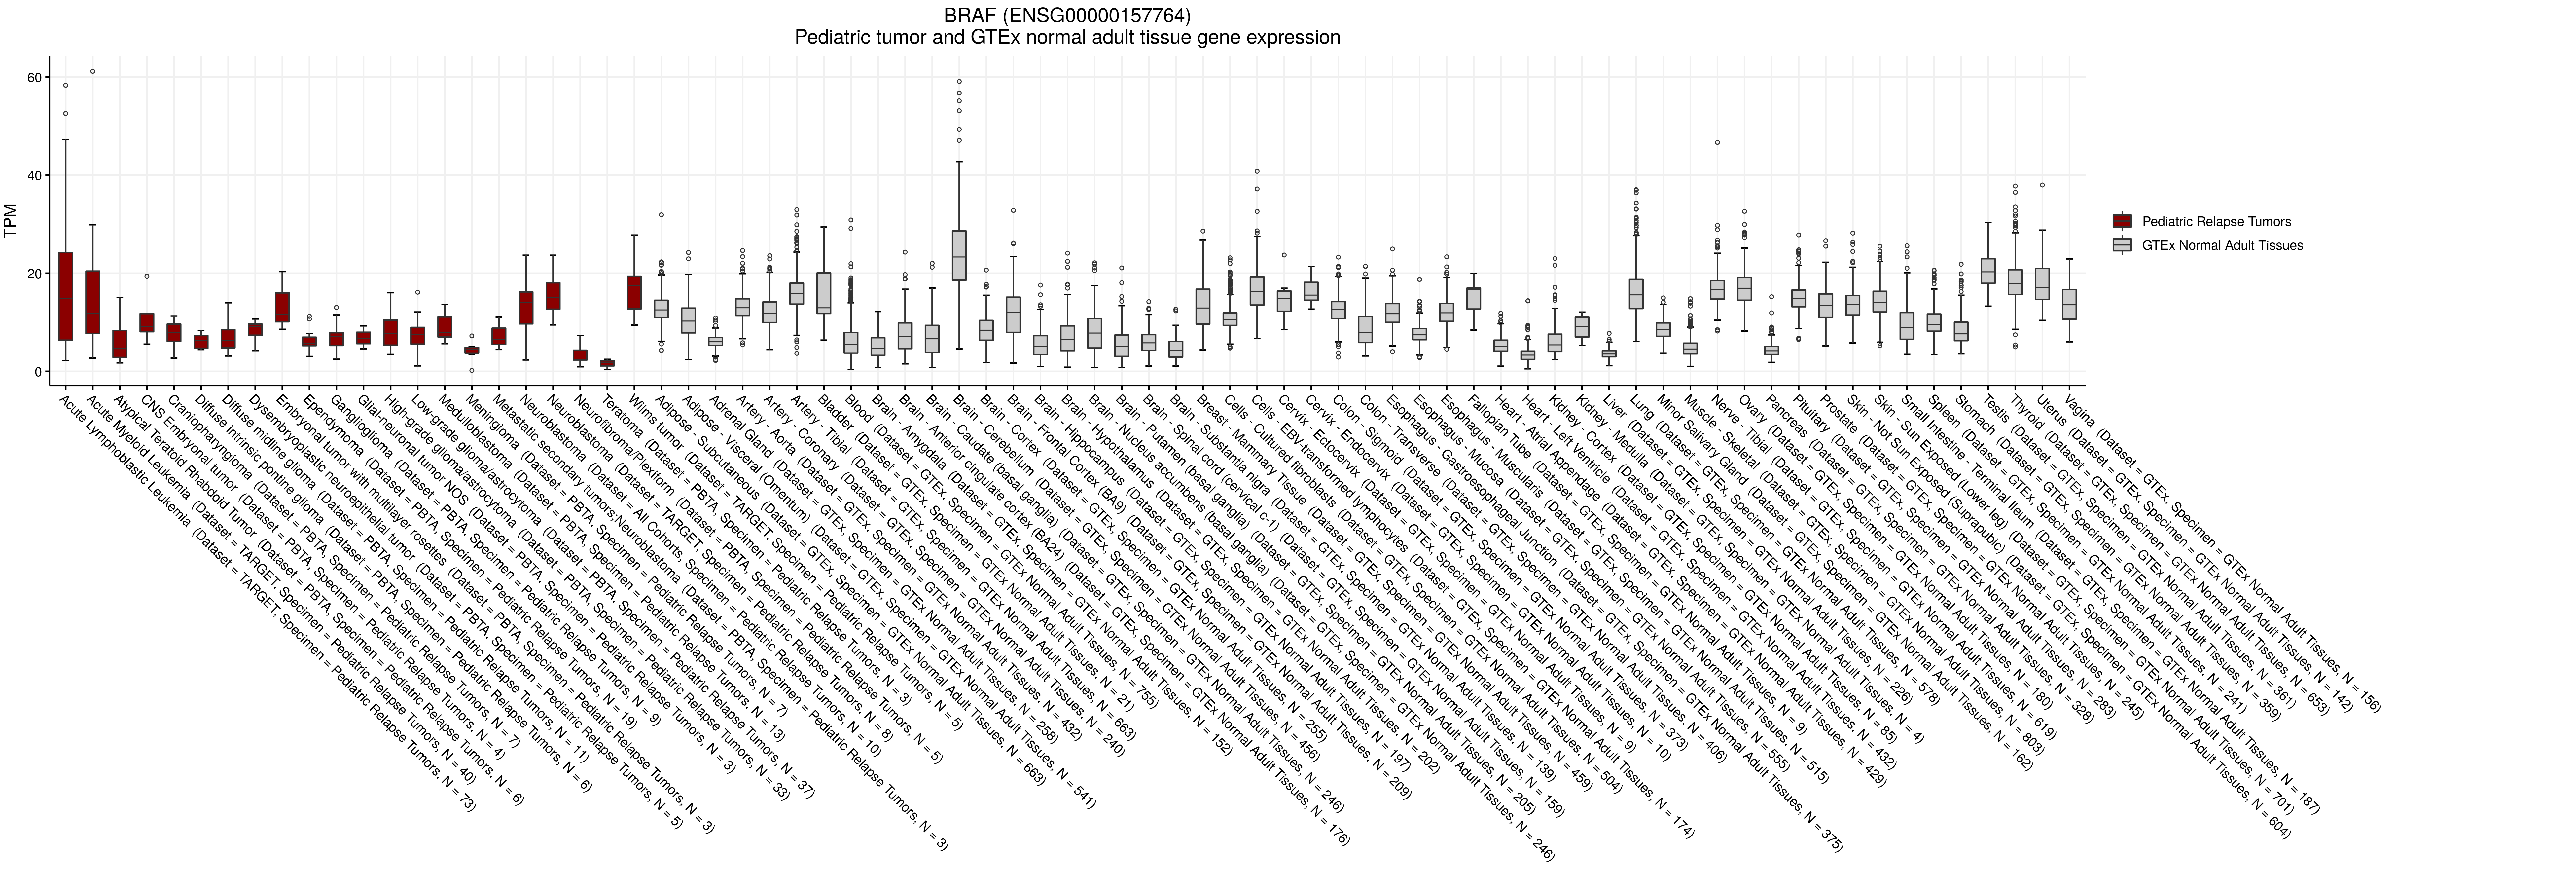 BRAF (ENSG00000157764)
Pediatric tumor and GTEx normal adult tissue gene expression
TPM
60
40
20
0
Pediatric Relapse Tumors
GTEx Normal Adult Tissues
Acute Lymphoblastic Leukemia (Dataset = TARGET, Specimen = Pediatric Relapse Tumors, N = 73)
Acute Myeloid Leukemia (Dataset = TARGET, Specimen = Pediatric Relapse Tumors, N = 40)
Atypical Teratoid Rhabdoid Tumor (Dataset = PBTA, Specimen = Pediatric Relapse Tumors, N = 6)
CNS Embryonal tumor (Dataset = PBTA, Specimen = Pediatric Relapse Tumors, N = 4)
Craniopharyngioma (Dataset = PBTA, Specimen = Pediatric Relapse Tumors, N = 7)
Diffuse intrinsic pontine glioma (Dataset = PBTA, Specimen = Pediatric Relapse Tumors, N = 6)
Diffuse midline glioma (Dataset = PBTA, Specimen = Pediatric Relapse Tumors, N = 11)
Dysembryoplastic neuroepithelial tumor (Dataset = PBTA, Specimen = Pediatric Relapse Tumors, N = 5)
Embryonal tumor with multilayer rosettes (Dataset = PBTA, Specimen = Pediatric Relapse Tumors, N = 3)
Ependymoma (Dataset = PBTA, Specimen = Pediatric Relapse Tumors, N = 19)
Ganglioglioma (Dataset = PBTA, Specimen = Pediatric Relapse Tumors, N = 9)
Glial-neuronal tumor NOS (Dataset = PBTA, Specimen = Pediatric Relapse Tumors, N = 3)
High-grade glioma/astrocytoma (Dataset = PBTA, Specimen = Pediatric Relapse Tumors, N = 33)
Low-grade glioma/astrocytoma (Dataset = PBTA, Specimen = Pediatric Relapse Tumors, N = 37)
Medulloblastoma (Dataset = PBTA, Specimen = Pediatric Relapse Tumors, N = 13)
Meningioma (Dataset = PBTA, Specimen = Pediatric Relapse Tumors, N = 7)
Metastatic secondary tumors;Neuroblastoma (Dataset = PBTA, Specimen = Pediatric Relapse Tumors, N = 3)
Neuroblastoma (Dataset = All Cohorts, Specimen = Pediatric Relapse Tumors, N = 10)
Neuroblastoma (Dataset = TARGET, Specimen = Pediatric Relapse Tumors, N = 8)
Neurofibroma/Plexiform (Dataset = PBTA, Specimen = Pediatric Relapse Tumors, N = 5)
Teratoma (Dataset = PBTA, Specimen = Pediatric Relapse Tumors, N = 3)
Wilms tumor (Dataset = TARGET, Specimen = Pediatric Relapse Tumors, N = 5)
Adipose - Subcutaneous (Dataset = GTEx, Specimen = GTEx Normal Adult Tissues, N = 663)
Adipose - Visceral (Omentum) (Dataset = GTEx, Specimen = GTEx Normal Adult Tissues, N = 541)
Adrenal Gland (Dataset = GTEx, Specimen = GTEx Normal Adult Tissues, N = 258)
Artery - Aorta (Dataset = GTEx, Specimen = GTEx Normal Adult Tissues, N = 432)
Artery - Coronary (Dataset = GTEx, Specimen = GTEx Normal Adult Tissues, N = 240)
Artery - Tibial (Dataset = GTEx, Specimen = GTEx Normal Adult Tissues, N = 663)
Bladder (Dataset = GTEx, Specimen = GTEx Normal Adult Tissues, N = 21)
Blood (Dataset = GTEx, Specimen = GTEx Normal Adult Tissues, N = 755)
Brain - Amygdala (Dataset = GTEx, Specimen = GTEx Normal Adult Tissues, N = 152)
Brain - Anterior cingulate cortex (BA24) (Dataset = GTEx, Specimen = GTEx Normal Adult Tissues, N = 176)
Brain - Caudate (basal ganglia) (Dataset = GTEx, Specimen = GTEx Normal Adult Tissues, N = 246)
Brain - Cerebellum (Dataset = GTEx, Specimen = GTEx Normal Adult Tissues, N = 456)
Brain - Cortex (Dataset = GTEx, Specimen = GTEx Normal Adult Tissues, N = 255)
Brain - Frontal Cortex (BA9) (Dataset = GTEx, Specimen = GTEx Normal Adult Tissues, N = 209)
Brain - Hippocampus (Dataset = GTEx, Specimen = GTEx Normal Adult Tissues, N = 197)
Brain - Hypothalamus (Dataset = GTEx, Specimen = GTEx Normal Adult Tissues, N = 202)
Brain - Nucleus accumbens (basal ganglia) (Dataset = GTEx, Specimen = GTEx Normal Adult Tissues, N = 246)
Brain - Putamen (basal ganglia) (Dataset = GTEx, Specimen = GTEx Normal Adult Tissues, N = 205)
Brain - Spinal cord (cervical c-1) (Dataset = GTEx, Specimen = GTEx Normal Adult Tissues, N = 159)
Brain - Substantia nigra (Dataset = GTEx, Specimen = GTEx Normal Adult Tissues, N = 139)
Breast - Mammary Tissue (Dataset = GTEx, Specimen = GTEx Normal Adult Tissues, N = 459)
Cells - Cultured fibroblasts (Dataset = GTEx, Specimen = GTEx Normal Adult Tissues, N = 504)
Cells - EBV-transformed lymphocytes (Dataset = GTEx, Specimen = GTEx Normal Adult Tissues, N = 174)
Cervix - Ectocervix (Dataset = GTEx, Specimen = GTEx Normal Adult Tissues, N = 9)
Cervix - Endocervix (Dataset = GTEx, Specimen = GTEx Normal Adult Tissues, N = 10)
Colon - Sigmoid (Dataset = GTEx, Specimen = GTEx Normal Adult Tissues, N = 373)
Colon - Transverse (Dataset = GTEx, Specimen = GTEx Normal Adult Tissues, N = 406)
Esophagus - Gastroesophageal Junction (Dataset = GTEx, Specimen = GTEx Normal Adult Tissues, N = 375)
Esophagus - Mucosa (Dataset = GTEx, Specimen = GTEx Normal Adult Tissues, N = 555)
Esophagus - Muscularis (Dataset = GTEx, Specimen = GTEx Normal Adult Tissues, N = 515)
Fallopian Tube (Dataset = GTEx, Specimen = GTEx Normal Adult Tissues, N = 9)
Heart - Atrial Appendage (Dataset = GTEx, Specimen = GTEx Normal Adult Tissues, N = 429)
Heart - Left Ventricle (Dataset = GTEx, Specimen = GTEx Normal Adult Tissues, N = 432)
Kidney - Cortex (Dataset = GTEx, Specimen = GTEx Normal Adult Tissues, N = 85)
Kidney - Medulla (Dataset = GTEx, Specimen = GTEx Normal Adult Tissues, N = 4)
Liver (Dataset = GTEx, Specimen = GTEx Normal Adult Tissues, N = 226)
Lung (Dataset = GTEx, Specimen = GTEx Normal Adult Tissues, N = 578)
Minor Salivary Gland (Dataset = GTEx, Specimen = GTEx Normal Adult Tissues, N = 162)
Muscle - Skeletal (Dataset = GTEx, Specimen = GTEx Normal Adult Tissues, N = 803)
Nerve - Tibial (Dataset = GTEx, Specimen = GTEx Normal Adult Tissues, N = 619)
Ovary (Dataset = GTEx, Specimen = GTEx Normal Adult Tissues, N = 180)
Pancreas (Dataset = GTEx, Specimen = GTEx Normal Adult Tissues, N = 328)
Pituitary (Dataset = GTEx, Specimen = GTEx Normal Adult Tissues, N = 283)
Prostate (Dataset = GTEx, Specimen = GTEx Normal Adult Tissues, N = 245)
Skin - Not Sun Exposed (Suprapubic) (Dataset = GTEx, Specimen = GTEx Normal Adult Tissues, N = 604)
Skin - Sun Exposed (Lower leg) (Dataset = GTEx, Specimen = GTEx Normal Adult Tissues, N = 701)
Small Intestine - Terminal Ileum (Dataset = GTEx, Specimen = GTEx Normal Adult Tissues, N = 187)
Spleen (Dataset = GTEx, Specimen = GTEx Normal Adult Tissues, N = 241)
Stomach (Dataset = GTEx, Specimen = GTEx Normal Adult Tissues, N = 359)
Testis (Dataset = GTEx, Specimen = GTEx Normal Adult Tissues, N = 361)
Thyroid (Dataset = GTEx, Specimen = GTEx Normal Adult Tissues, N = 653)
Uterus (Dataset = GTEx, Specimen = GTEx Normal Adult Tissues, N = 142)
Vagina (Dataset = GTEx, Specimen = GTEx Normal Adult Tissues, N = 156)